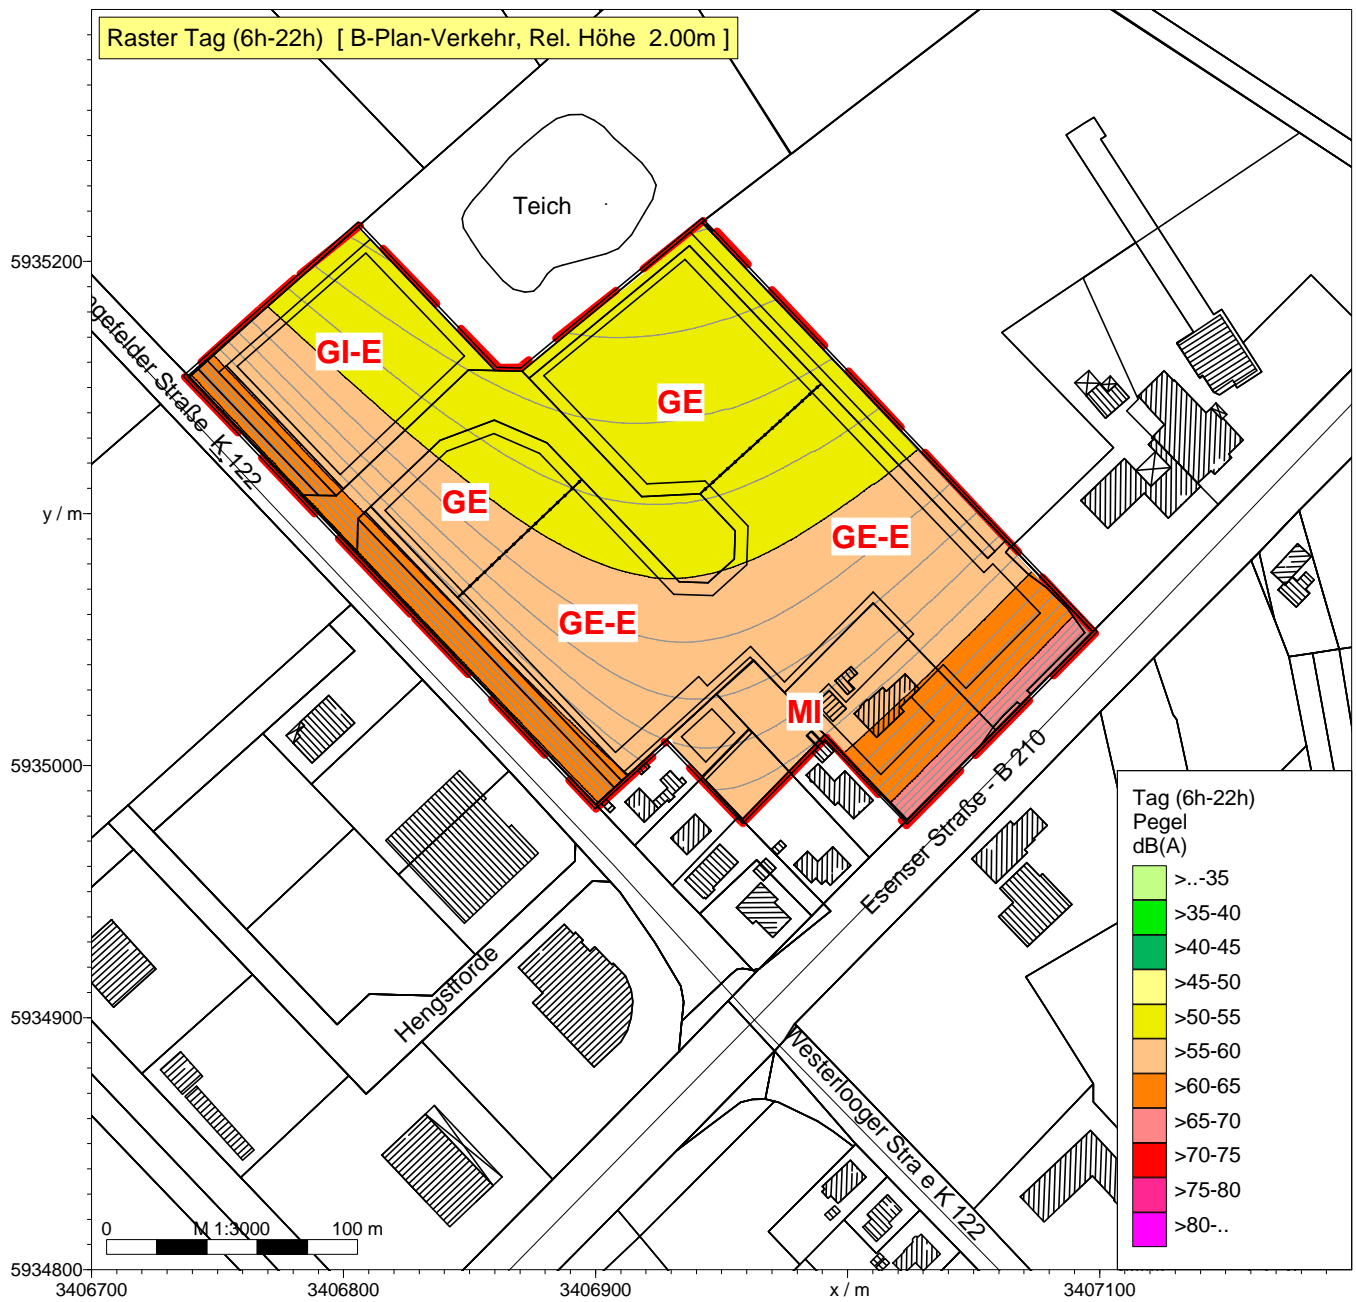 Raster Tag (6h-22h) [ B-Plan-Verkehr, Rel. Höhe 2.00m ]
Teich
5935200
gefelder Straße K 122
GI-E
GE
GE
y / m
GE-E
GE-E
MI
5935000
Esenser Straße - B 210
Hengstforde
5934900
Westerlooger Stra e K 122
Tag (6h-22h)
Pegel
dB(A)
>..-35
>35-40
>40-45
>45-50
>50-55
>55-60
>60-65
>65-70
>70-75
>75-80
>80-..
0 M 1:3000 100 m
5934800
3406700 3406800 3406900 x / m 3407100